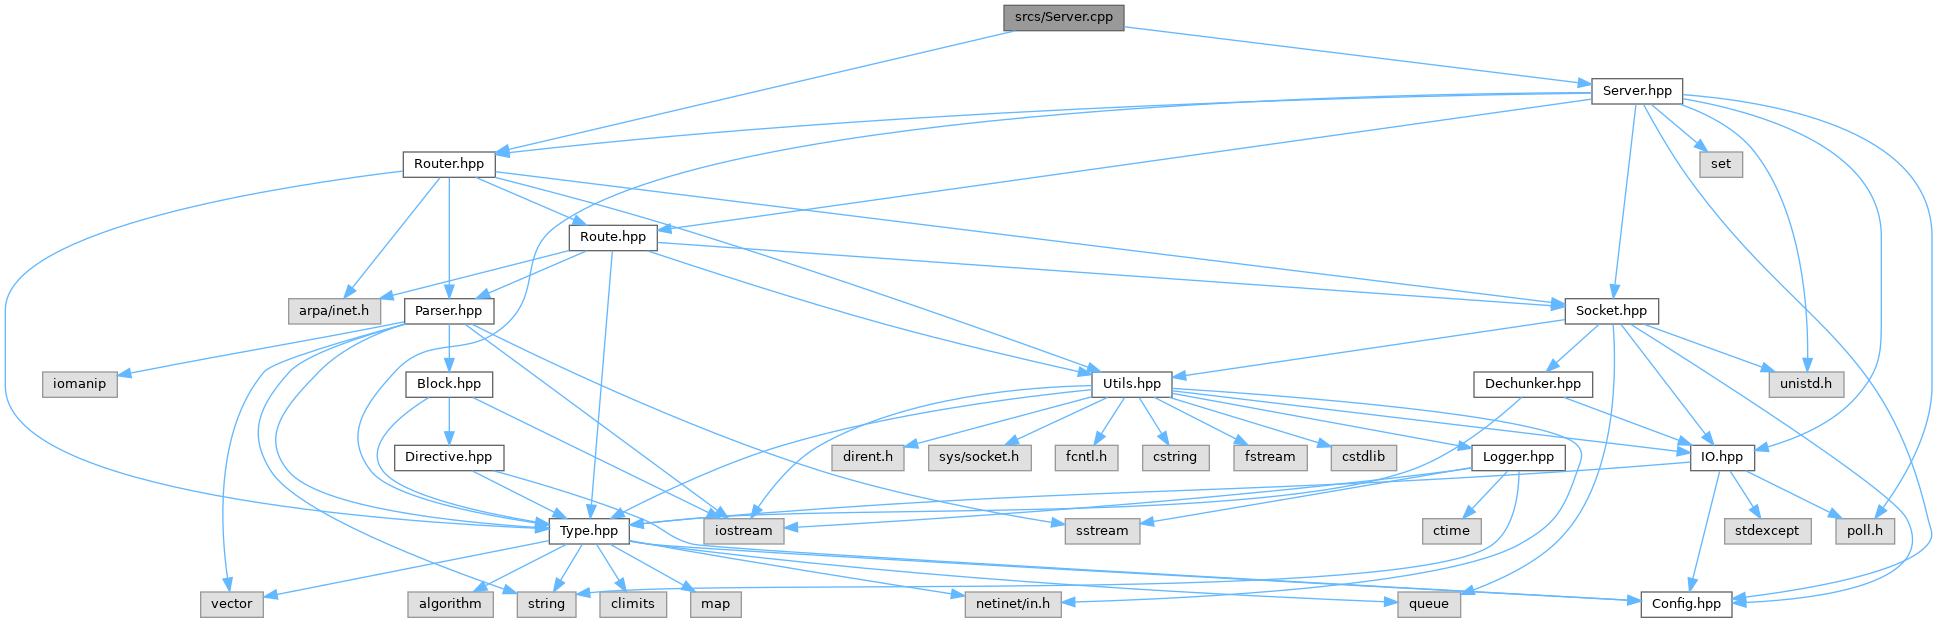 srcs/Server.cpp
Server.hpp
Router.hpp
set
Route.hpp
arpa/inet.h
Parser.hpp
Socket.hpp
iomanip
Block.hpp
Utils.hpp
Dechunker.hpp
unistd.h
Directive.hpp
dirent.h
sys/socket.h
fcntl.h
cstring
fstream
cstdlib
Logger.hpp
IO.hpp
Type.hpp
iostream
sstream
ctime
stdexcept
poll.h
vector
algorithm
string
climits
map
netinet/in.h
queue
Config.hpp